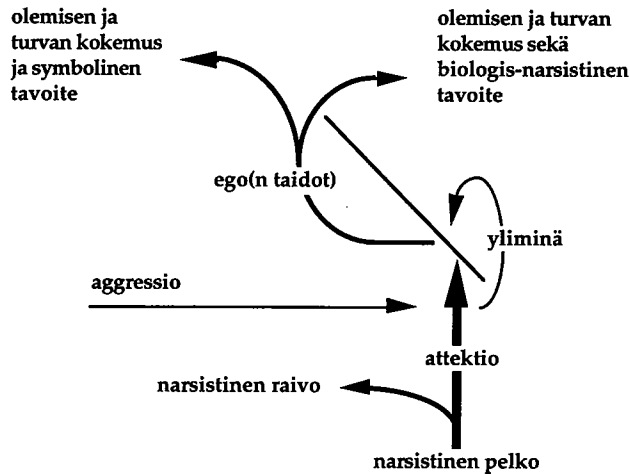 olemisen ja
turvan kokemus
ja symbolinen
tavoite
olemisen ja turvan
kokemus sekä
biologis-narsistinen
tavoite
ego(n taidot)
yliminä
aggressio
attektio
narsistinen raivo
narsistinen pelko